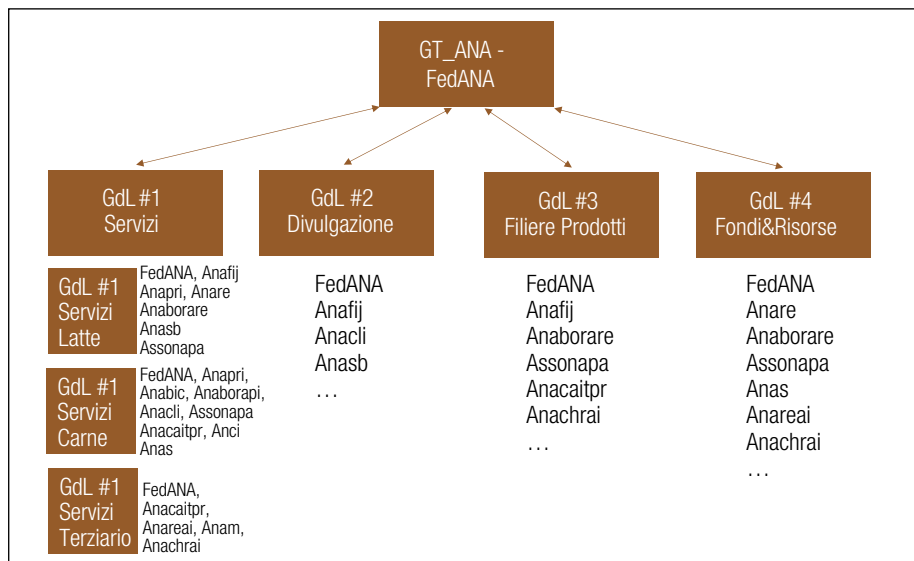 GT_ANA -
FedANA
GdL #1
Servizi
GdL #2
Divulgazione
GdL #3
Filiere Prodotti
GdL #4
Fondi&Risorse
GdL #1
Servizi
Latte
FedANA, Anafij
Anapri, Anare
Anaborare
Anasb
Assonapa
GdL #1
Servizi
Carne
FedANA, Anapri,
Anabic, Anaborapi,
Anacli, Assonapa
Anacaitpr, Anci
Anas
GdL #1
Servizi
Terziario
FedANA,
Anacaitpr,
Anareai, Anam,
Anachrai
FedANA
Anafij
Anacli
Anasb
...
FedANA
Anafij
Anaborare
Assonapa
Anacaitpr
Anachrai
...
FedANA
Anare
Anaborare
Assonapa
Anas
Anareai
Anachrai
...